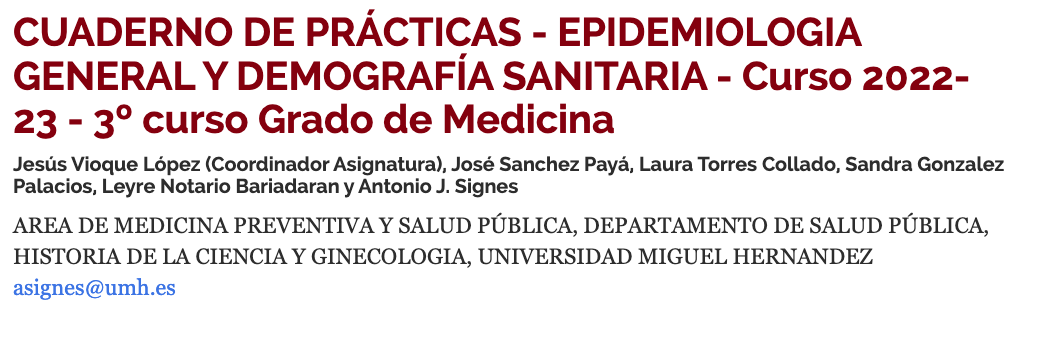 CUADERNO DE PRÁCTICAS - EPIDEMIOLOGIA
GENERAL Y DEMOGRAFÍA SANITARIA - Curso 2022-
23 - 3º curso Grado de Medicina
Jesús Vioque López (Coordinador Asignatura), José Sanchez Payá, Laura Torres Collado, Sandra Gonzalez
Palacios, Leyre Notario Bariadaran y Antonio J. Signes
AREA DE MEDICINA PREVENTIVA Y SALUD PÚBLICA, DEPARTAMENTO DE SALUD PÚBLICA,
HISTORIA DE LA CIENCIA Y GINECOLOGIA, UNIVERSIDAD MIGUEL HERNANDEZ
asignes@umh.es